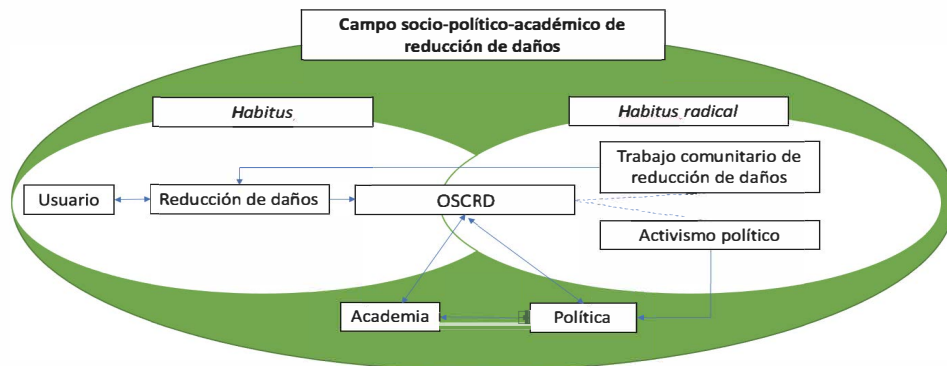 Campo socio-político-académico de
reducción de daños
Habitus
Habitus radical
Trabajo comunitario de
reducción de daños
Usuario
Reducción de daños
OSCRD
Activismo político
Academia
Política